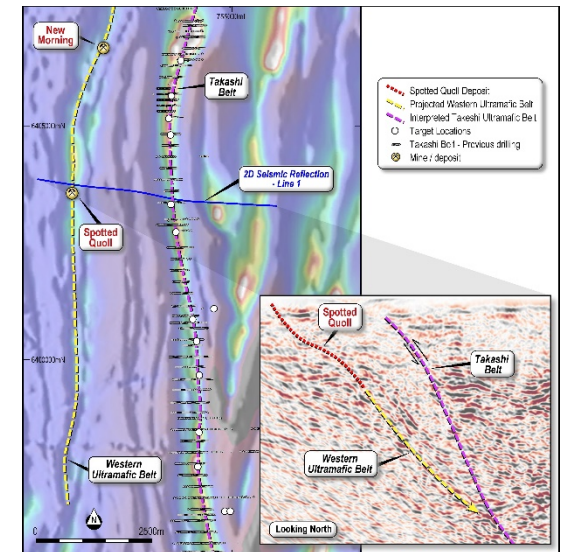 New
Morning
755000mE
Takashi
Belt
6405000mN
2D Seismic Reflection
- Line 1
Spotted
Quoll
6400000mN
Western
Ultramafic Belt
N
0
2500m
Spotted Quoll Deposit
Projected Western Ultramafic Belt
Interpreted Takeshi Ultramafic Belt
Target Locations
Takashi Belt - Previous drilling
Mine / deposit
Spotted
Quoll
Takashi
Belt
Western
Ultramafic Belt
Looking North